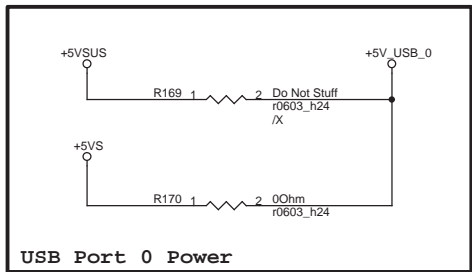 +5VSUS +5V_USB_0
R169 1 2 Do Not Stuff
r0603_h24
/X
+5VS
R170 1 2 0Ohm
r0603_h24
USB Port 0 Power